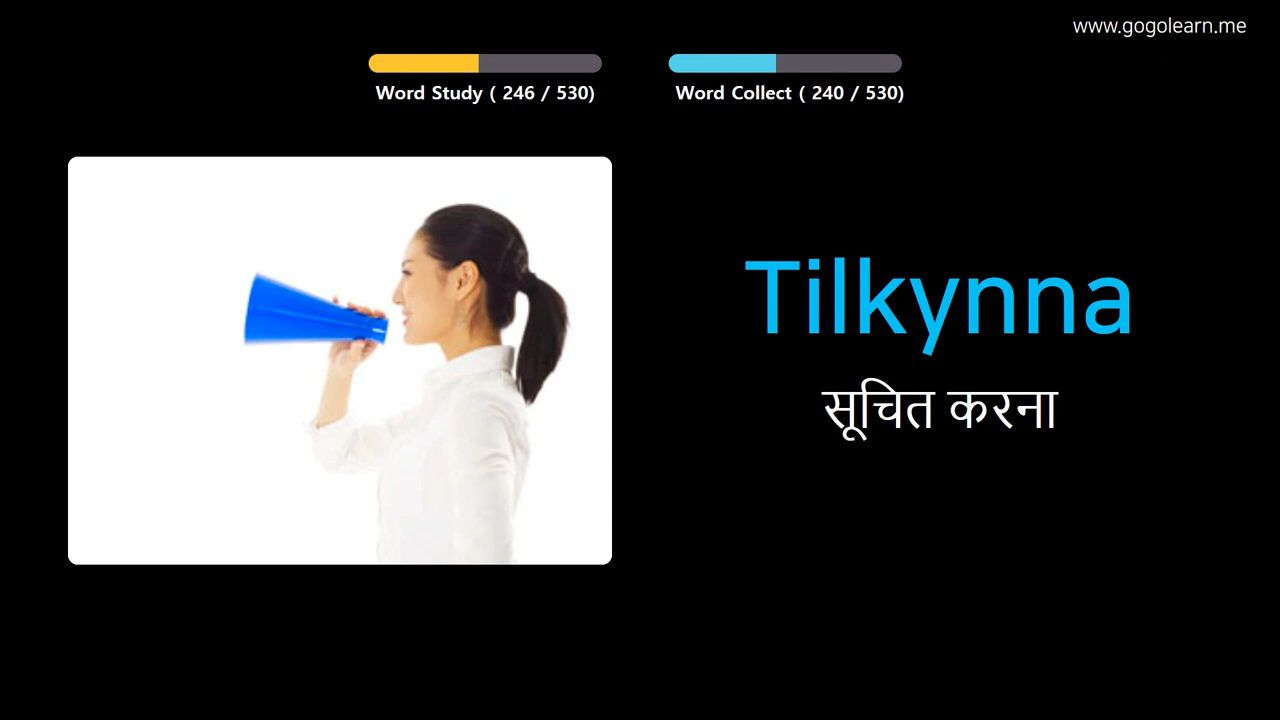 www.gogolearn.me
Word Study ( 246 / 530)
Word Collect ( 240 / 530)
Tilkynna
सूचित करना